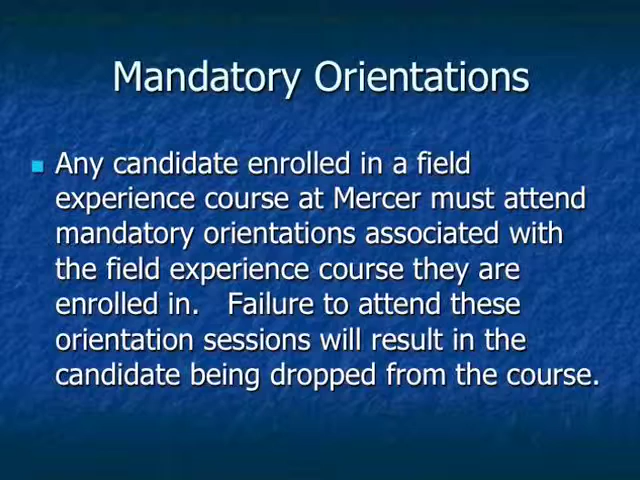 Mandatory Orientations
Any candidate enrolled in a field
experience course at Mercer must attend
mandatory orientations associated with
the field experience course they are
enrolled in.   Failure to attend these
orientation sessions will result in the
candidate being dropped from the course.